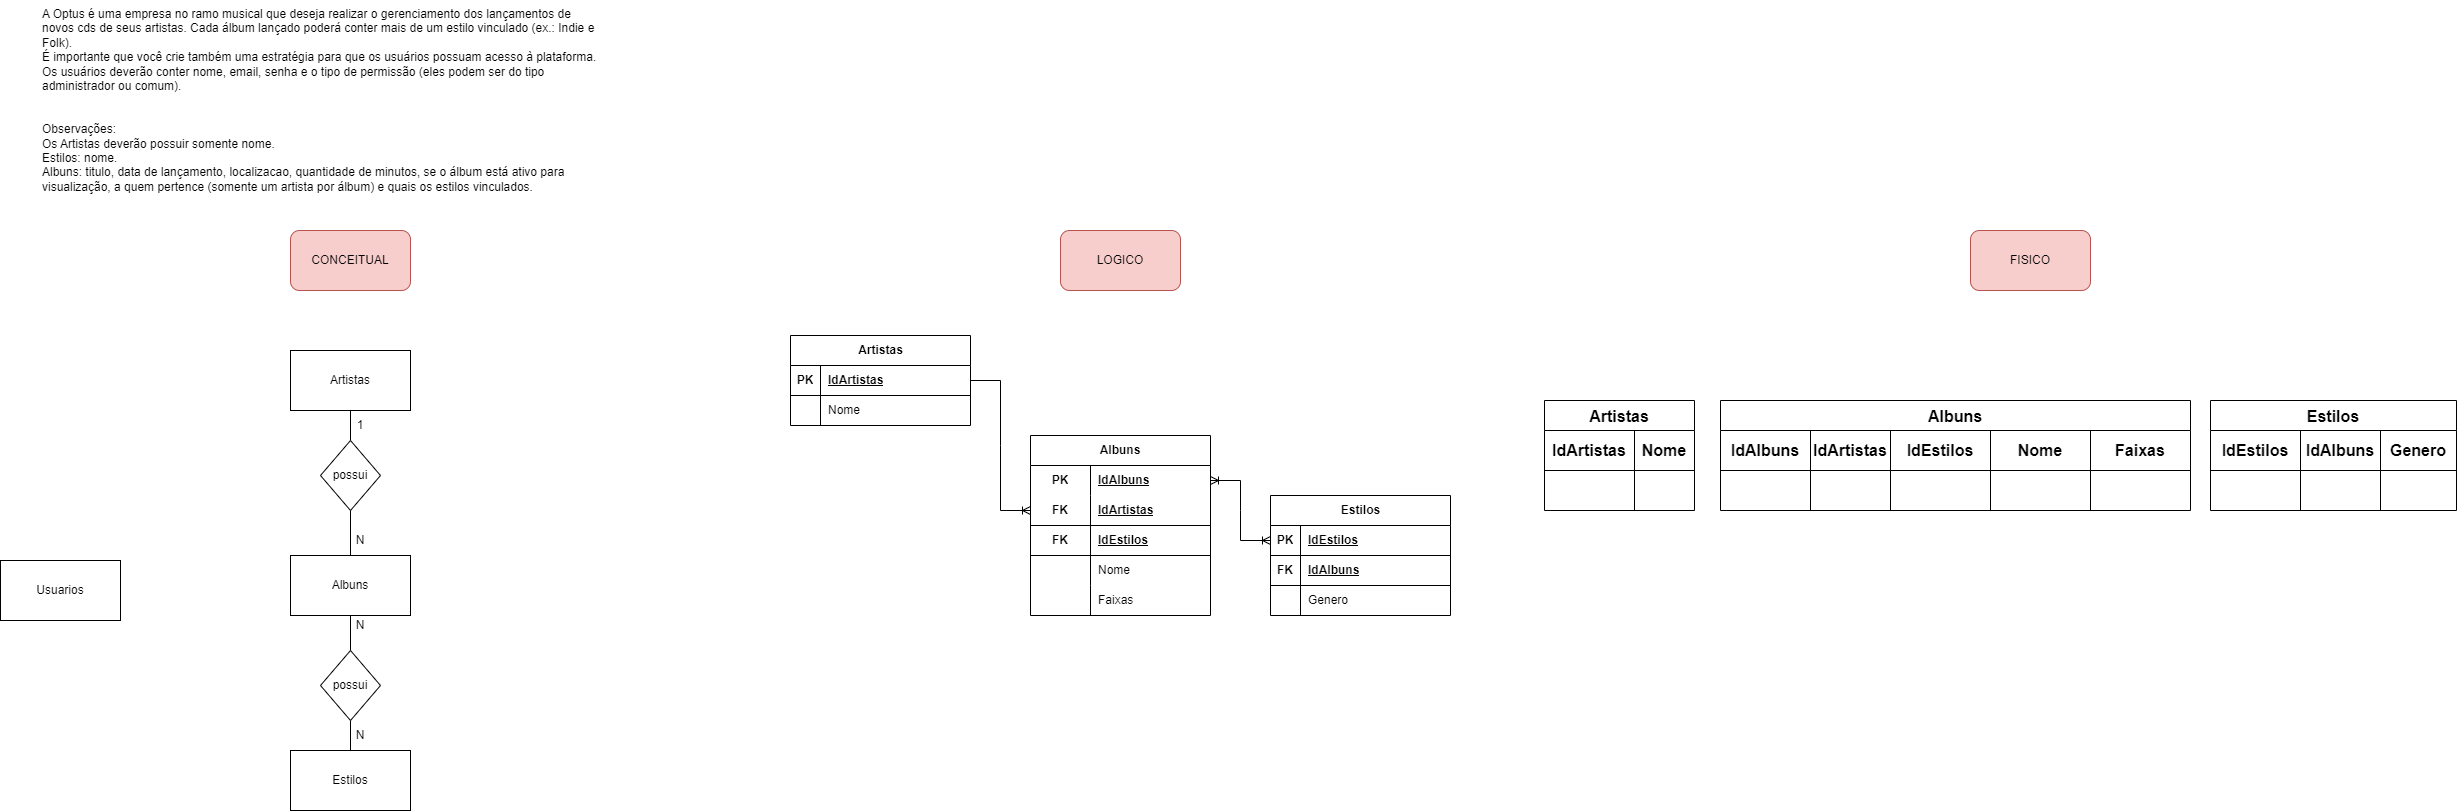 A Optus é uma empresa no ramo musical que deseja realizar o gerenciamento dos lançamentos de
novos cds de seus artistas. Cada álbum lançado poderá conter mais de um estilo vinculado (ex.: Indie e
Folk).
É importante que você crie também uma estratégia para que os usuários possuam acesso à plataforma.
Os usuários deverão conter nome, email, senha e o tipo de permissão (eles podem ser do tipo
administrador ou comum).
Observações:
Os Artistas deverão possuir somente nome.
Estilos: nome.
Albuns: titulo, data de lançamento, localizacao, quantidade de minutos, se o álbum está ativo para
visualização, a quem pertence (somente um artista por álbum) e quais os estilos vinculados.
CONCEITUAL
Artistas
1
possui
N
Usuarios
Albuns
N
possui
N
Estilos
LOGICO
Artistas
PK IdArtistas
Nome
Albuns
PK IdAlbuns
FK IdArtistas
FK IdEstilos
Nome
Faixas
Estilos
PK IdEstilos
FK IdAlbuns
Genero
FISICO
Artistas
IdArtistas Nome
Albuns
IdAlbuns IdArtistas IdEstilos Nome Faixas
Estilos
IdEstilos IdAlbuns Genero